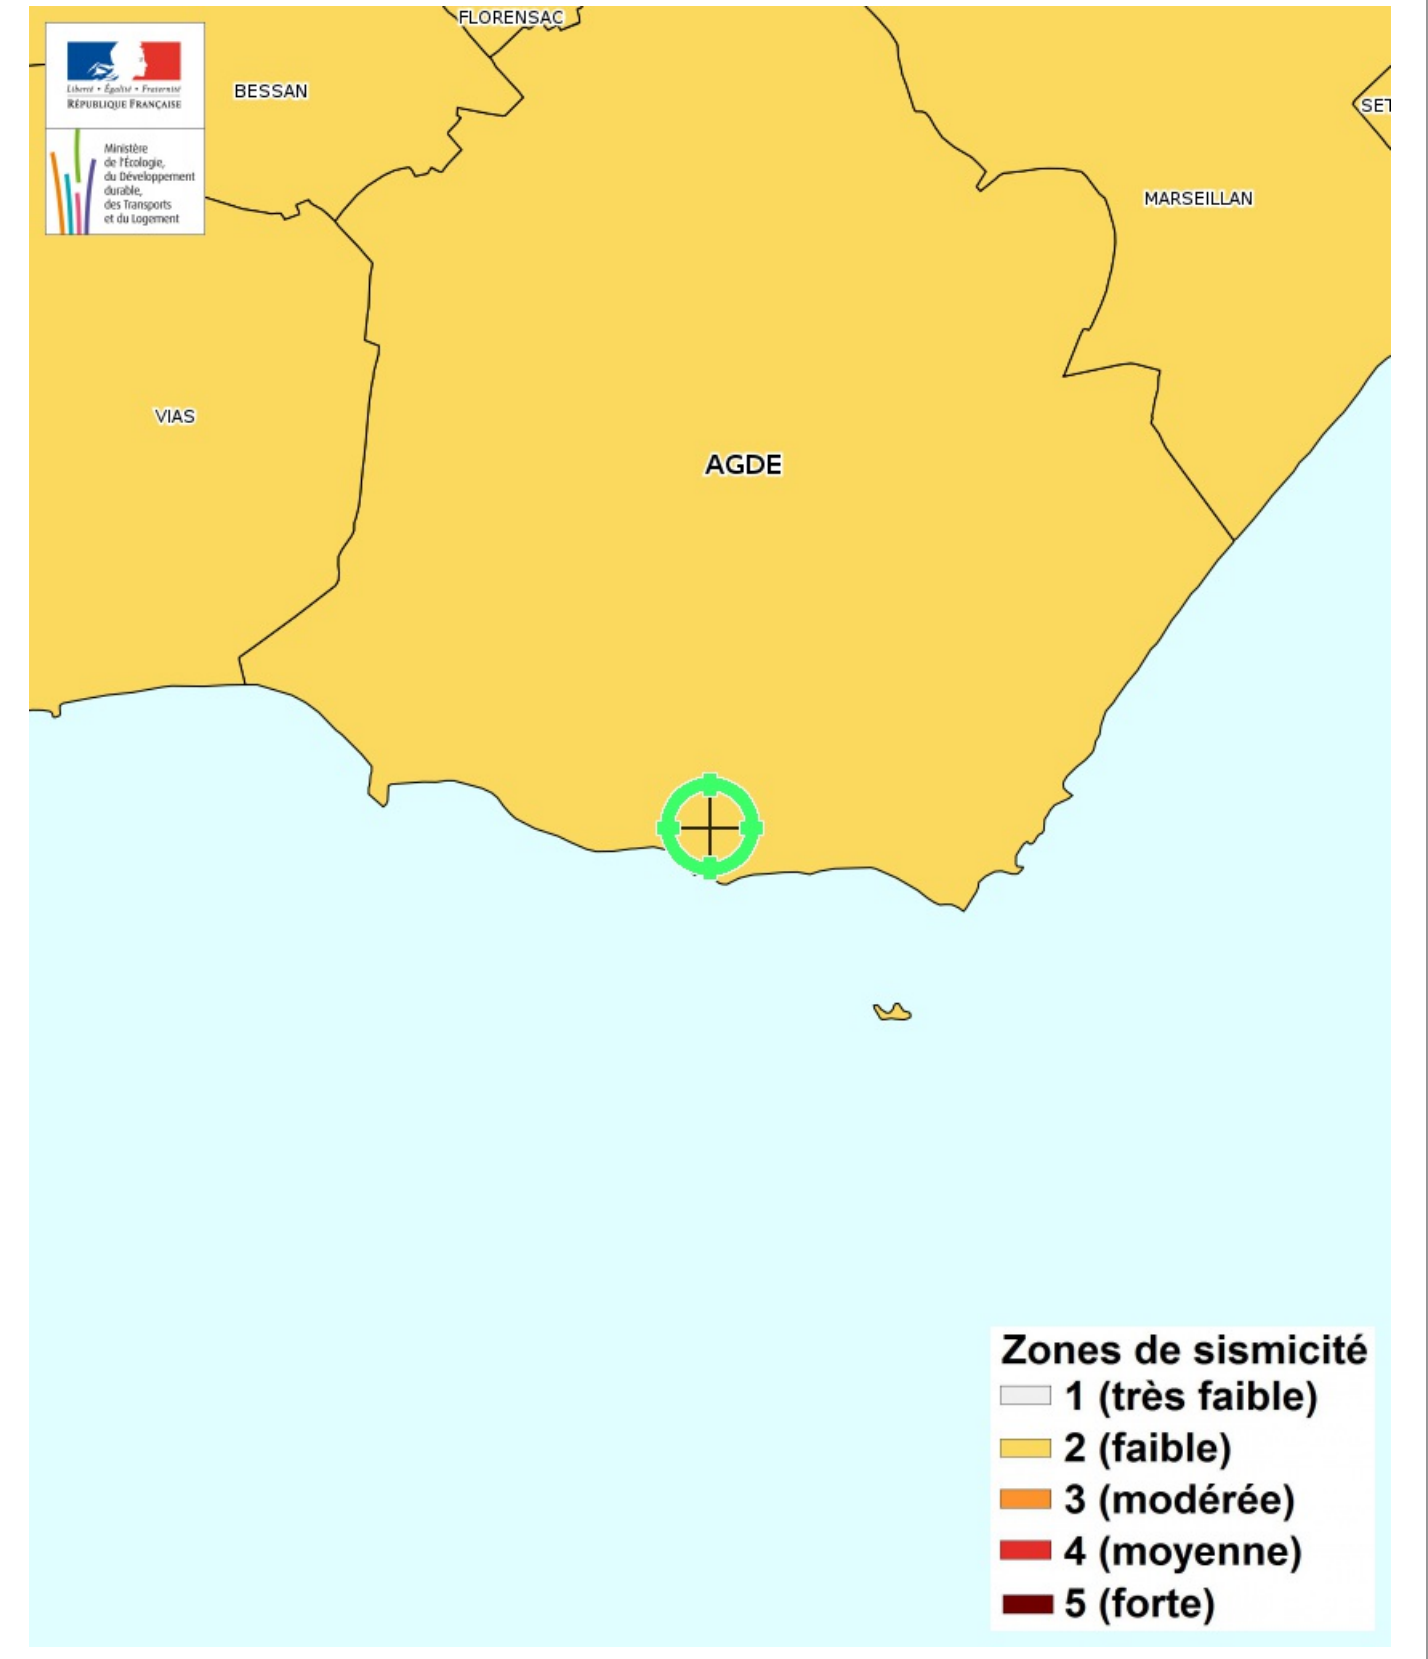 FLORENSAC
Liberté • Égalité • Fraternité
RÉPUBLIQUE FRANÇAISE
BESSAN
SET
Ministère
de l'Écologie,
du Développement
durable,
des Transports
et du Logement
MARSEILLAN
VIAS
AGDE
Zones de sismicité
1 (très faible)
2 (faible)
3 (modérée)
4 (moyenne)
5 (forte)